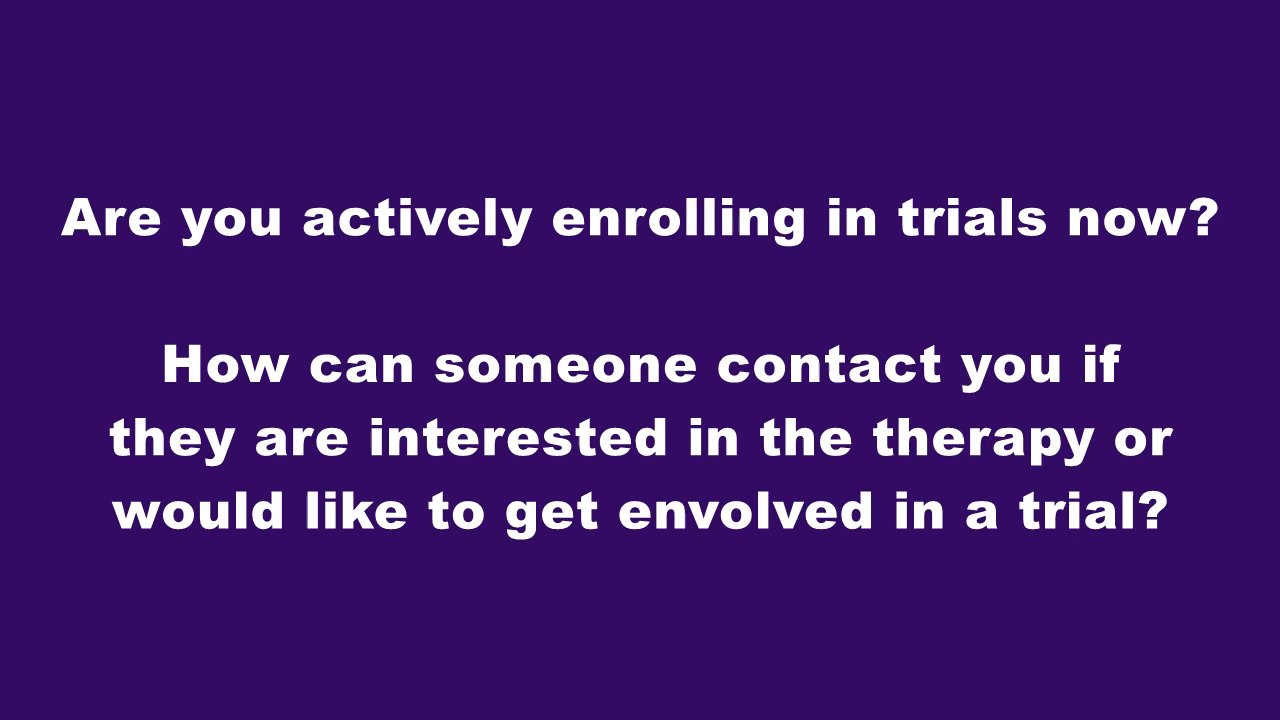 Are you actively enrolling in trials now?
How can someone contact you if
they are interested in the therapy or
would like to get envolved in a trial?